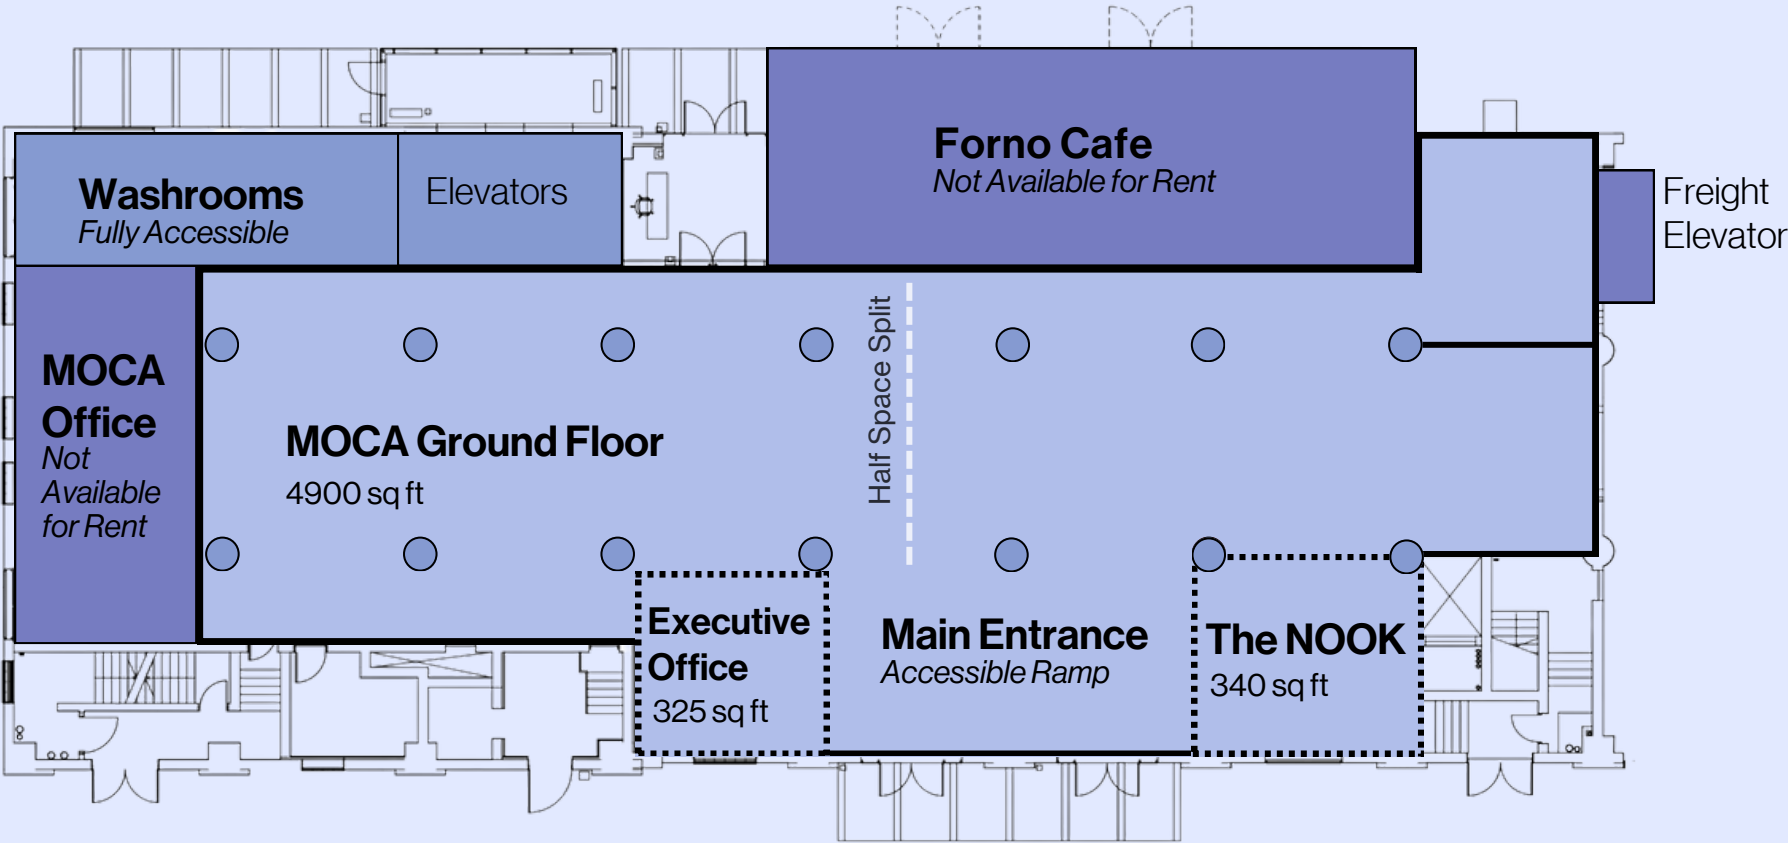 Forno Cafe
Not Available for Rent
Washrooms
Fully Accessible
Elevators
Freight
Elevator
MOCA
Office
Not
Available
for Rent
MOCA Ground Floor
4900 sq ft
Half Space Split
Executive
Office
325 sq ft
Main Entrance
Accessible Ramp
The NOOK
340 sq ft